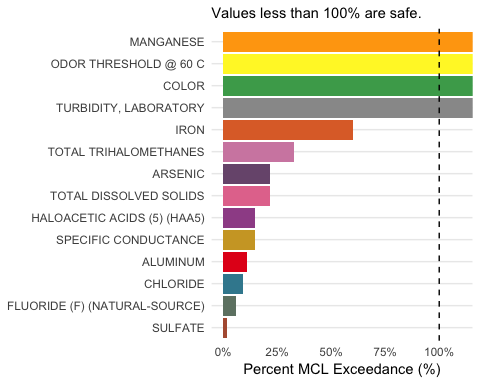 Values less than 100% are safe.
MANGANESE
ODOR THRESHOLD @ 60 C
COLOR
TURBIDITY, LABORATORY
IRON
TOTAL TRIHALOMETHANES
ARSENIC
TOTAL DISSOLVED SOLIDS
HALOACETIC ACIDS (5) (HAA5)
SPECIFIC CONDUCTANCE
ALUMINUM
CHLORIDE
FLUORIDE (F) (NATURAL-SOURCE)
SULFATE
0% 25% 50% 75% 100%
Percent MCL Exceedance (%)